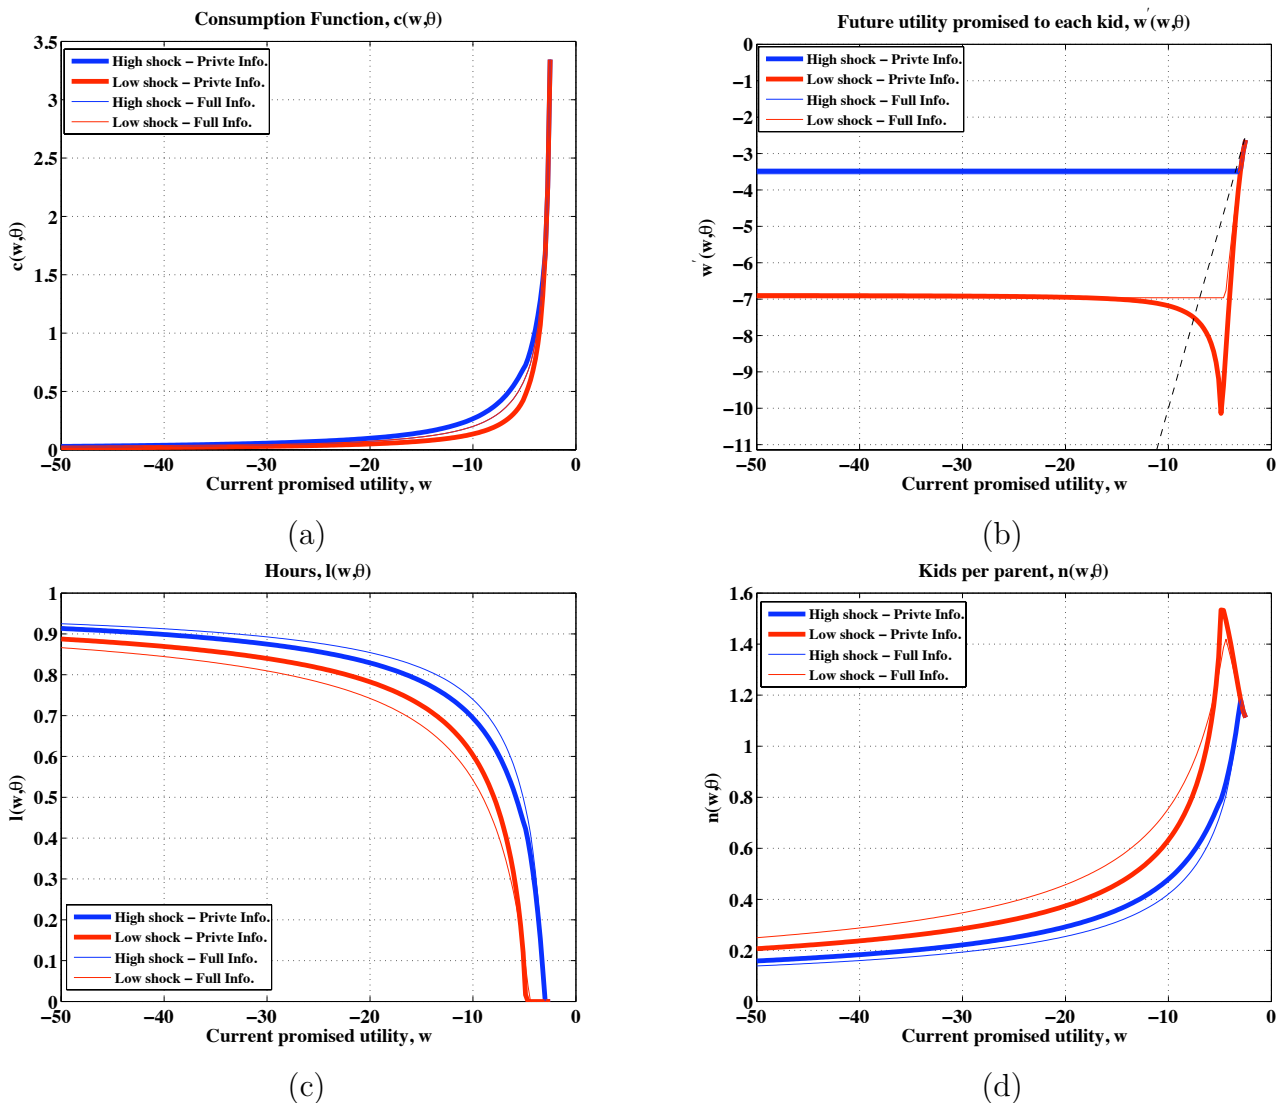 Consumption Function, c(w,θ)
3.5
3
2.5
2
1.5
1
0.5
0
c(w,θ)
High shock − Privte Info.
Low shock − Privte Info.
High shock − Full Info.
Low shock − Full Info.
−50
−40
−30
−20
−10
0
Current promised utility, w
(a)
Future utility promised to each kid, w′(w,θ)
0
−1
−2
−3
−4
−5
−6
−7
−8
−9
−10
−11
w′(w,θ)
High shock − Privte Info.
Low shock − Privte Info.
High shock − Full Info.
Low shock − Full Info.
−50
−40
−30
−20
−10
0
Current promised utility, w
(b)
Hours, l(w,θ)
1
0.9
0.8
0.7
0.6
0.5
0.4
0.3
0.2
0.1
0
l(w,θ)
High shock − Privte Info.
Low shock − Privte Info.
High shock − Full Info.
Low shock − Full Info.
−50
−40
−30
−20
−10
0
Current promised utility, w
(c)
Kids per parent, n(w,θ)
1.6
1.4
1.2
1
0.8
0.6
0.4
0.2
0
n(w,θ)
High shock − Privte Info.
Low shock − Privte Info.
High shock − Full Info.
Low shock − Full Info.
−50
−40
−30
−20
−10
0
Current promised utility, w
(d)